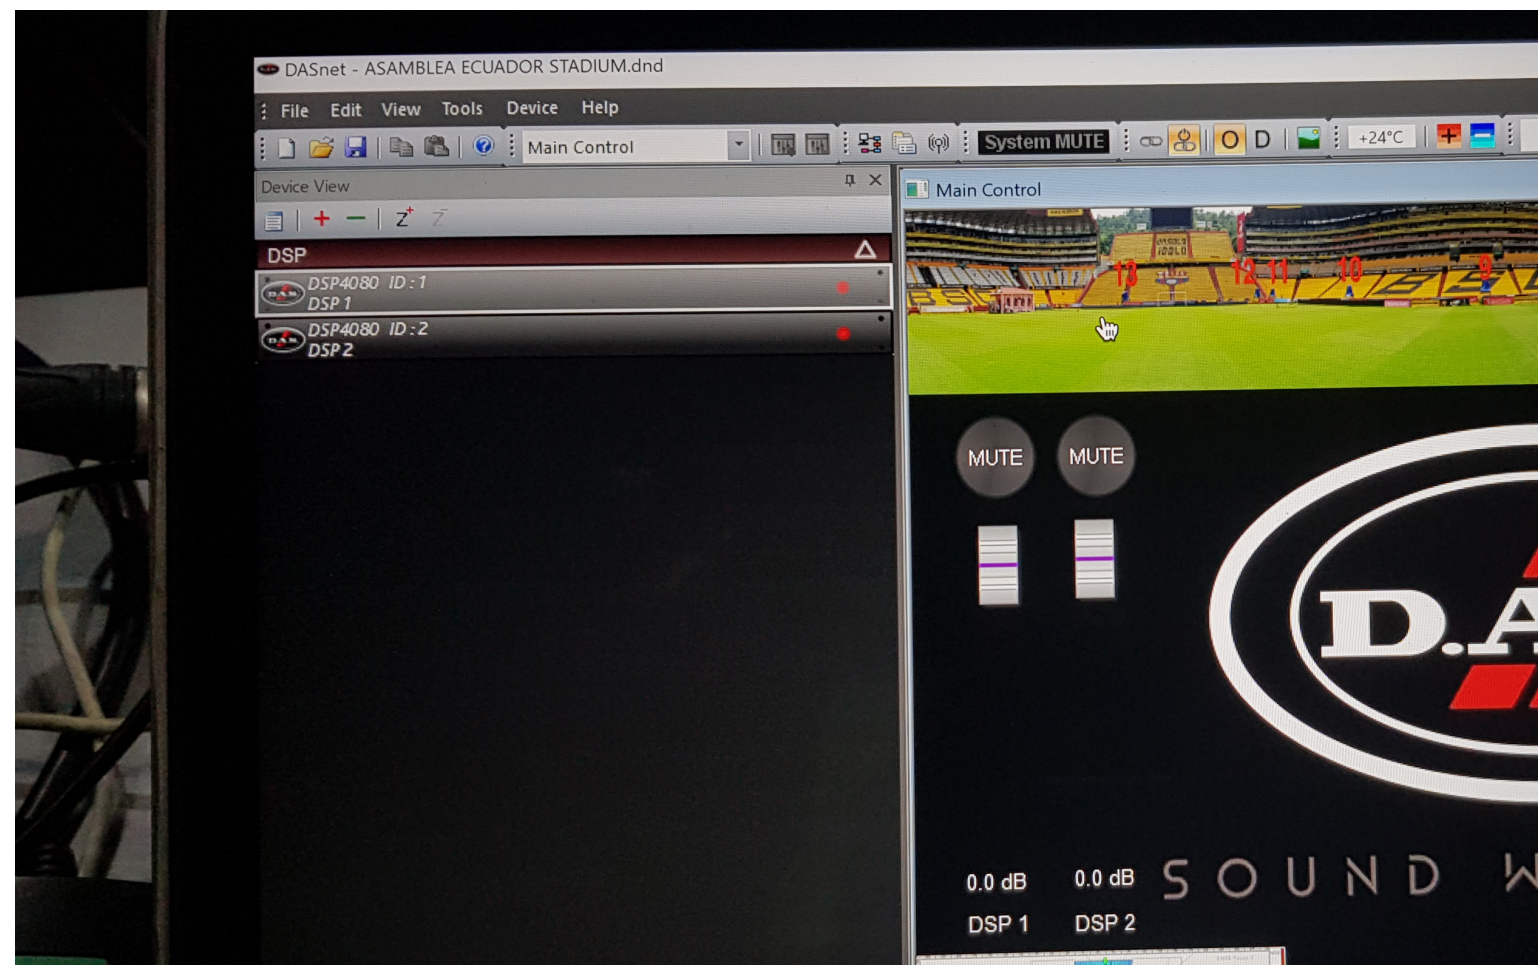 DASnet - ASAMBLEA ECUADOR STADIUM.dnd
File Edit View Tools Device Help
Main Control
System MUTE
O D
+24°C
Device View
Z+
Z-
DSP
D.A.S.
DSP4080 ID : 1
DSP 1
D.A.S.
DSP4080 ID : 2
DSP 2
Main Control
13 12 11 10 9
MUTE MUTE
D.A
SOUND W
0.0 dB 0.0 dB
DSP 1 DSP 2